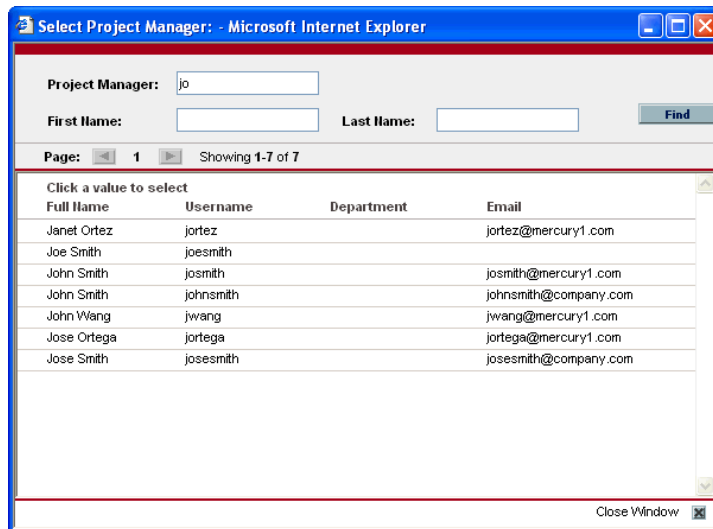 Select Project Manager: - Microsoft Internet Explorer
Project Manager: jo
First Name: Last Name: Find
Page: 1 Showing 1-7 of 7
Click a value to select
Full Name Username Department Email
Janet Ortez jortez jortez@mercury1.com
Joe Smith joesmith
John Smith josmith josmith@mercury1.com
John Smith johnsmith johnsmith@company.com
John Wang jwang jwang@mercury1.com
Jose Ortega jortega jortega@mercury1.com
Jose Smith josesmith josesmith@company.com
Close Window